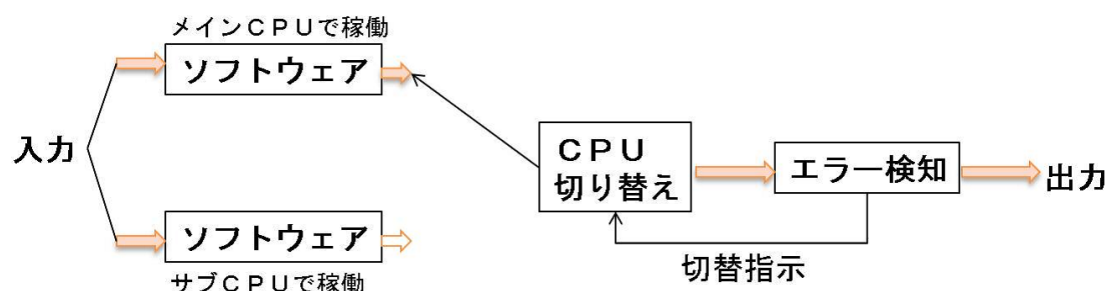 メインＣＰＵで稼働
ソフトウェア
入力
ＣＰＵ
切り替え
エラー検知
出力
ソフトウェア
切替指示
サブＣＰＵで稼働